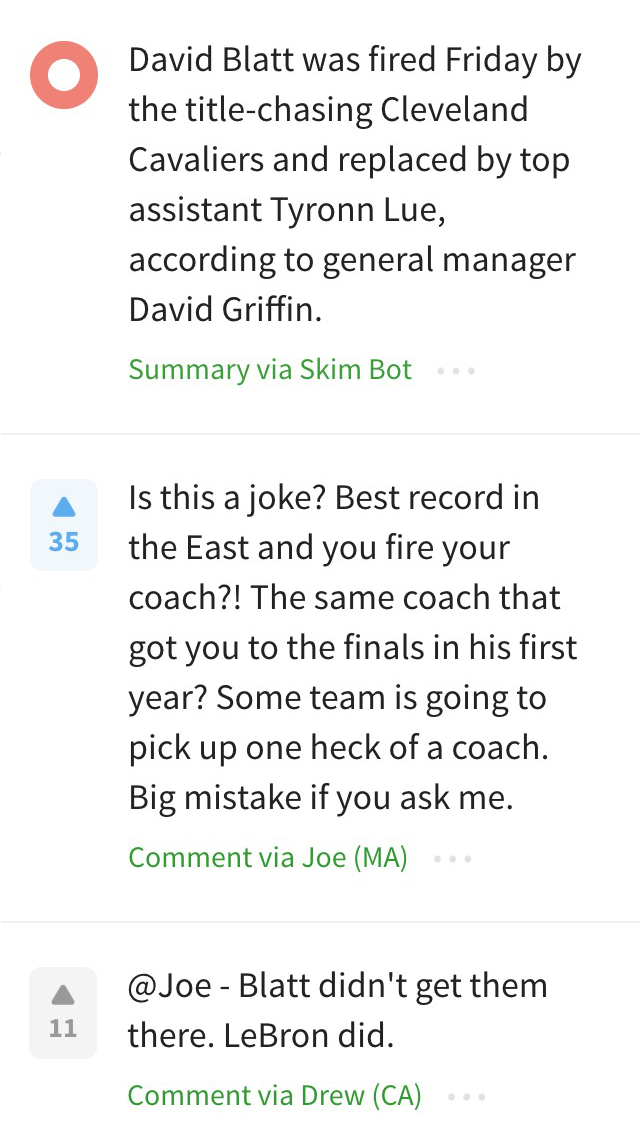 David Blatt was fired Friday by
the title-chasing Cleveland
Cavaliers and replaced by top
assistant Tyronn Lue,
according to general manager
David Griffin.
Summary via Skim Bot
Is this a joke? Best record in
the East and you fire your
coach?! The same coach that
got you to the finals in his first
year? Some team is going to
pick up one heck of a coach.
Big mistake if you ask me.
35
Comment via Joe (MA)
@Joe - Blatt didn't get them
there. LeBron did.
11
Comment via Drew (CA)